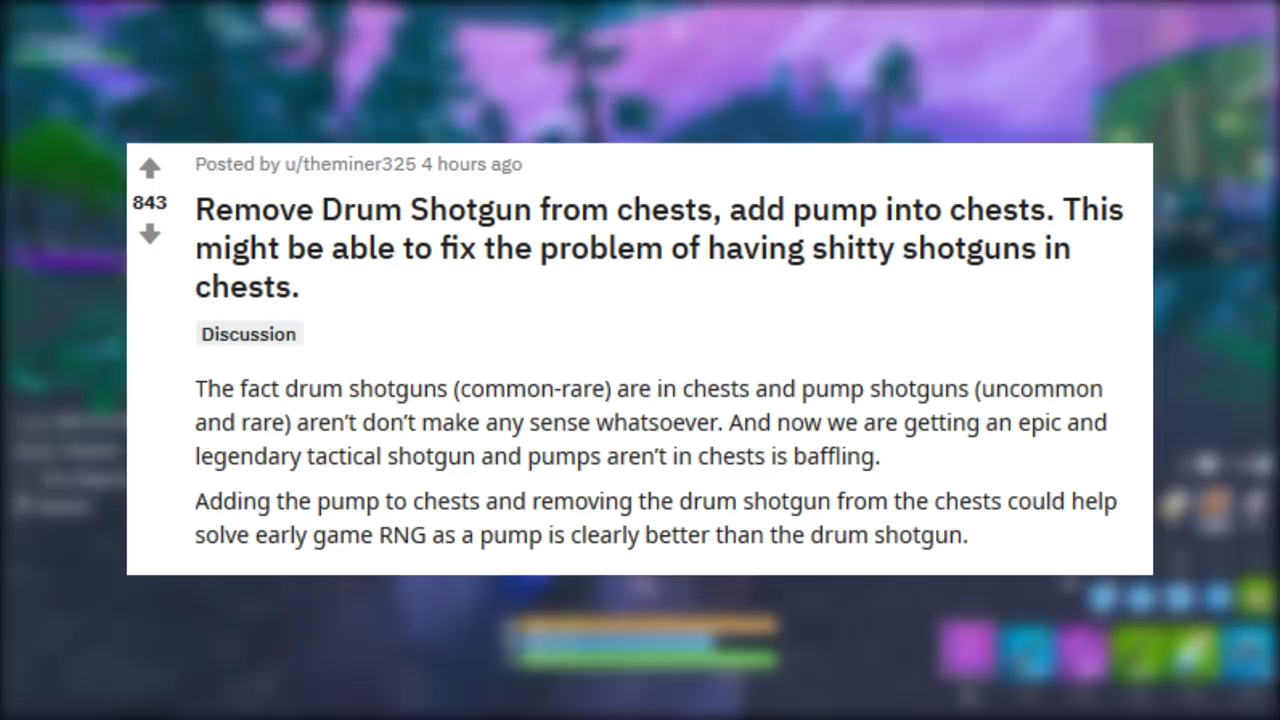 Posted by u/theminer325 4 hours ago
843
Remove Drum Shotgun from chests, add pump into chests. This
might be able to fix the problem of having shitty shotguns in
chests.
Discussion
The fact drum shotguns (common-rare) are in chests and pump shotguns (uncommon
and rare) aren’t don’t make any sense whatsoever. And now we are getting an epic and
legendary tactical shotgun and pumps aren’t in chests is baffling.
Adding the pump to chests and removing the drum shotgun from the chests could help
solve early game RNG as a pump is clearly better than the drum shotgun.